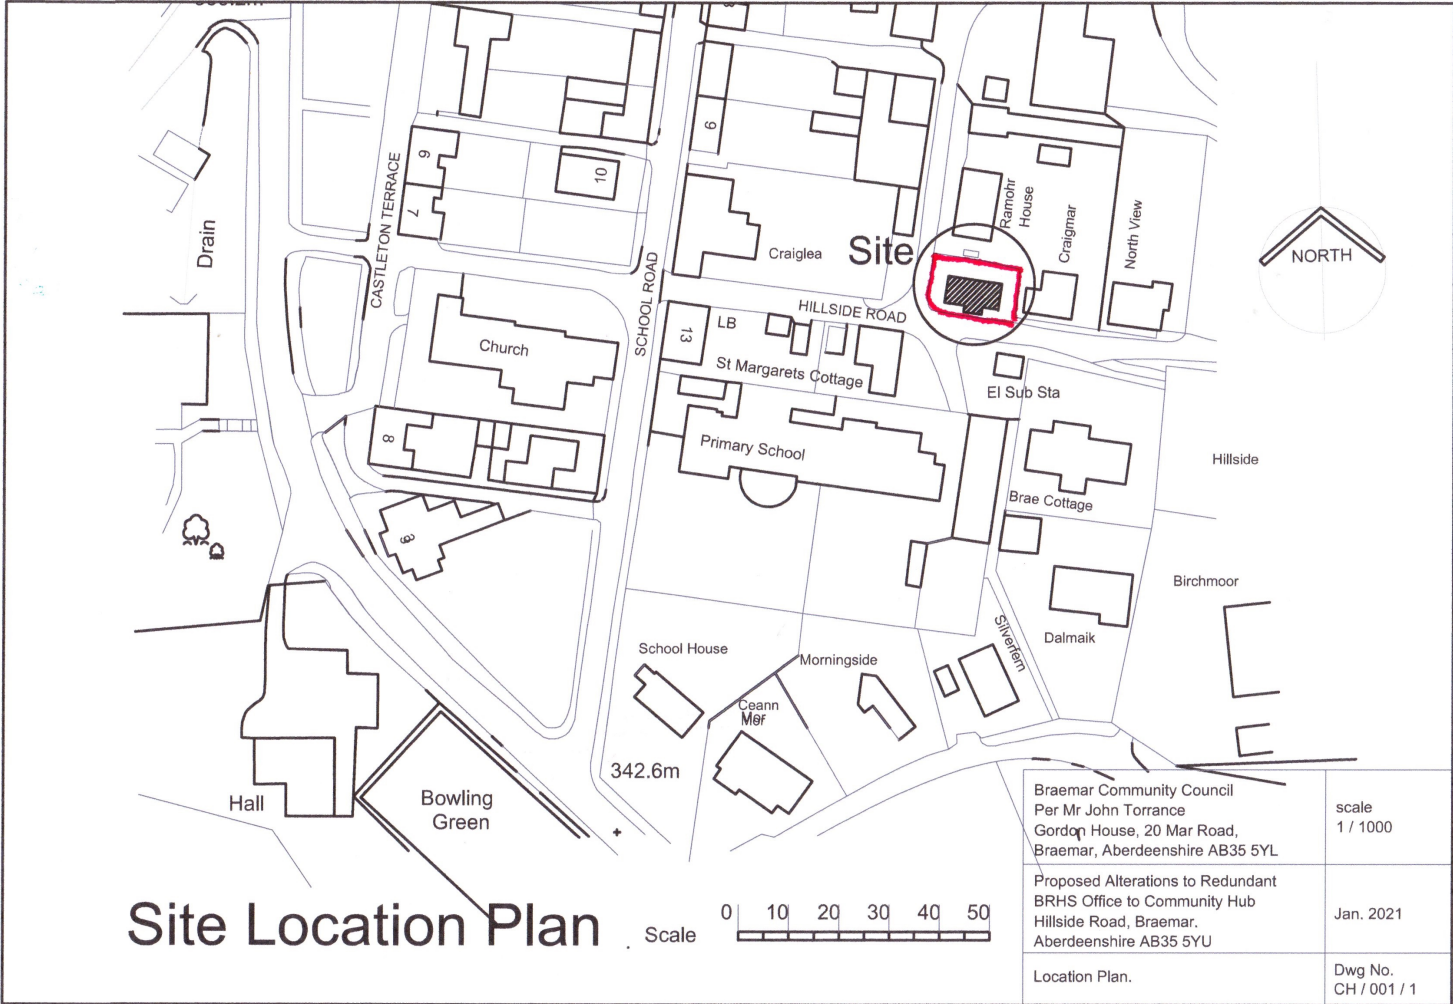 8
9
6
10
7
CASTLETON TERRACE
Drain
SCHOOL ROAD
Craiglea
Site
Ramohr
House
Craigmar
North View
NORTH
HILLSIDE ROAD
13
LB
Church
St Margarets Cottage
El Sub Sta
8
Primary School
Hillside
Brae Cottage
Birchmoor
Dalmaik
Silverfern
School House
Morningside
Ceann
Mor
342.6m
Hall
Bowling
Green
Site Location Plan
Scale
0 10 20 30 40 50
Braemar Community Council
Per Mr John Torrance
Gordon House, 20 Mar Road,
Braemar, Aberdeenshire AB35 5YL
scale
1 / 1000
Proposed Alterations to Redundant
BRHS Office to Community Hub
Hillside Road, Braemar.
Aberdeenshire AB35 5YU
Jan. 2021
Location Plan.
Dwg No.
CH / 001 / 1